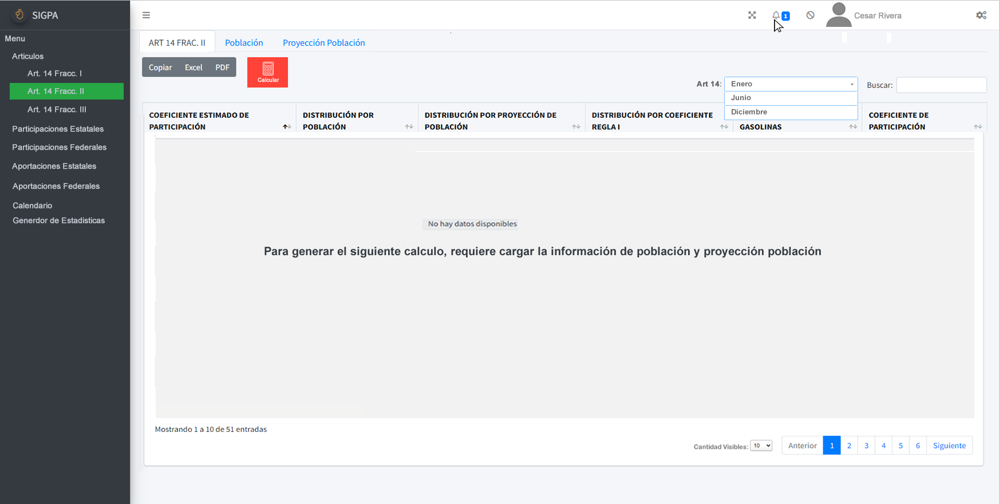 SIGPA
1
Cesar Rivera
Menu
Articulos
Art. 14 Fracc. I
Art. 14 Fracc. II
Art. 14 Fracc. III
Participaciones Estatales
Participaciones Federales
Aportaciones Estatales
Aportaciones Federales
Calendario
Generdor de Estadisticas
ART 14 FRAC. II
Población
Proyección Población
Copiar
Excel
PDF
Calcular
Art 14:
Enero
Junio
Diciembre
Buscar:
COEFICIENTE ESTIMADO DE
PARTICIPACIÓN
DISTRIBUCIÓN POR
POBLACIÓN
DISTRIBUCIÓN POR PROYECCIÓN DE
POBLACIÓN
DISTRIBUCIÓN POR COEFICIENTE
REGLA I
GASOLINAS
COEFICIENTE DE
PARTICIPACIÓN
No hay datos disponibles
Para generar el siguiente calculo, requiere cargar la información de población y proyección población
Mostrando 1 a 10 de 51 entradas
Cantidad Visibles: 10
Anterior 1 2 3 4 5 6 Siguiente